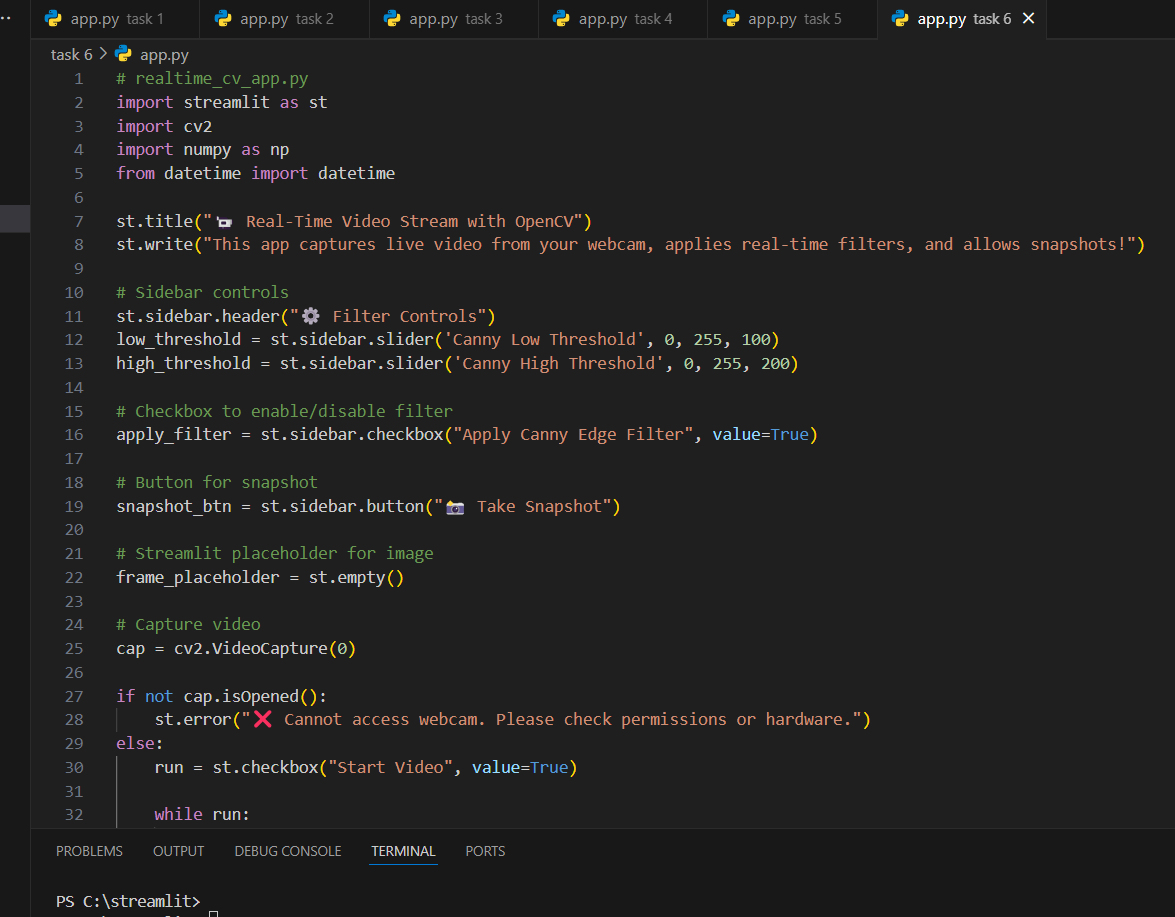 app.py task 1 app.py task 2 app.py task 3 app.py task 4 app.py task 5 app.py task 6 ✕
task 6 > app.py
1 # realtime_cv_app.py
2 import streamlit as st
3 import cv2
4 import numpy as np
5 from datetime import datetime
6
7 st.title("📹 Real-Time Video Stream with OpenCV")
8 st.write("This app captures live video from your webcam, applies real-time filters, and allows snapshots!")
9
10 # Sidebar controls
11 st.sidebar.header("⚙️ Filter Controls")
12 low_threshold = st.sidebar.slider('Canny Low Threshold', 0, 255, 100)
13 high_threshold = st.sidebar.slider('Canny High Threshold', 0, 255, 200)
14
15 # Checkbox to enable/disable filter
16 apply_filter = st.sidebar.checkbox("Apply Canny Edge Filter", value=True)
17
18 # Button for snapshot
19 snapshot_btn = st.sidebar.button("📸 Take Snapshot")
20
21 # Streamlit placeholder for image
22 frame_placeholder = st.empty()
23
24 # Capture video
25 cap = cv2.VideoCapture(0)
26
27 if not cap.isOpened():
28     st.error("❌ Cannot access webcam. Please check permissions or hardware.")
29 else:
30     run = st.checkbox("Start Video", value=True)
31
32     while run:
PROBLEMS OUTPUT DEBUG CONSOLE TERMINAL PORTS
PS C:\streamlit>